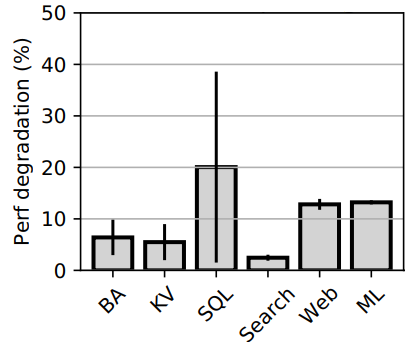 Perf degradation (%)
50
40
30
20
10
0
BA
KV
SQL
Search
Web
ML